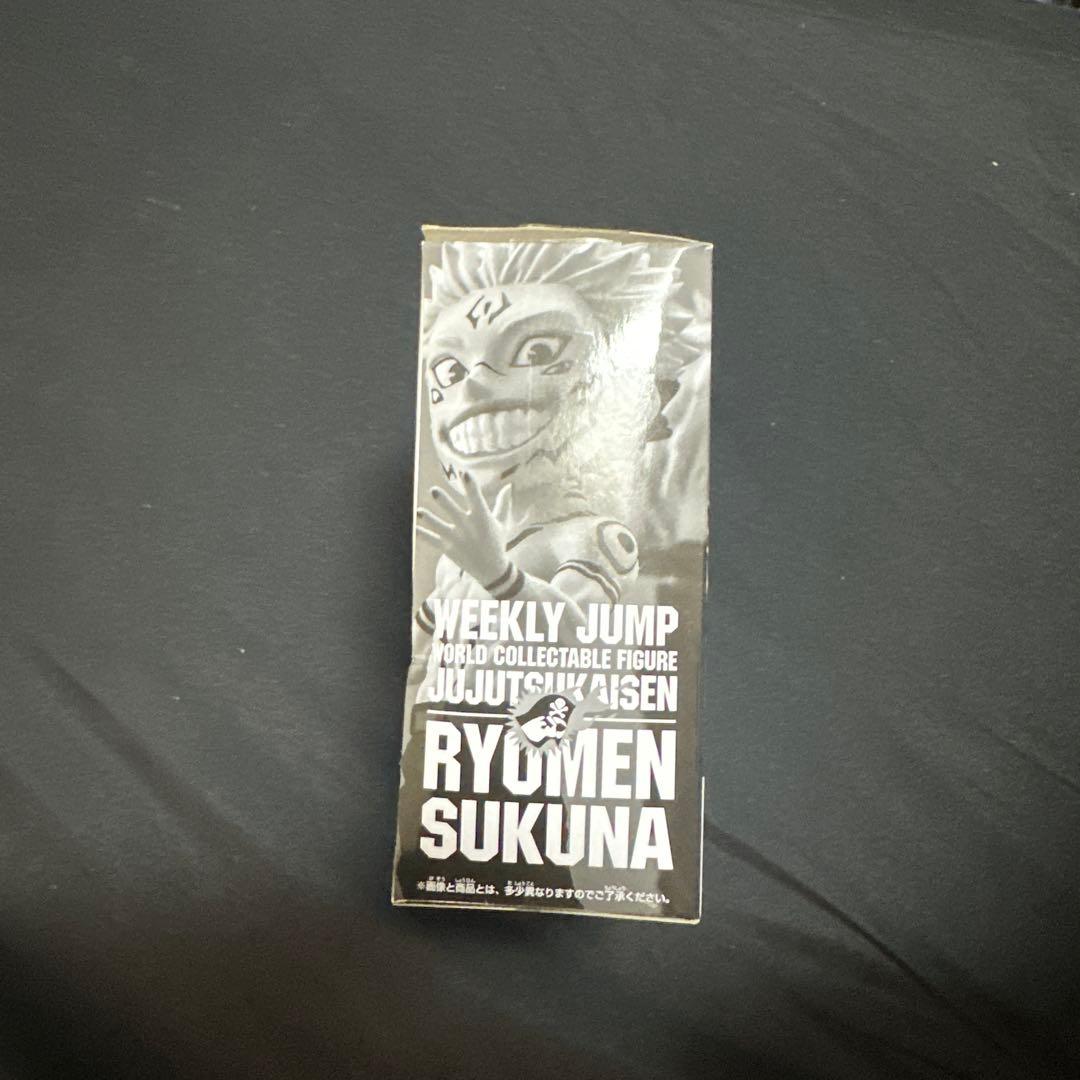 WEEKLY JUMP
WORLD COLLECTABLE FIGURE
JUJUTSUKAISEN
RYOMEN
SUKUNA
※画像と商品とは、多少異なりますのでご了承ください。